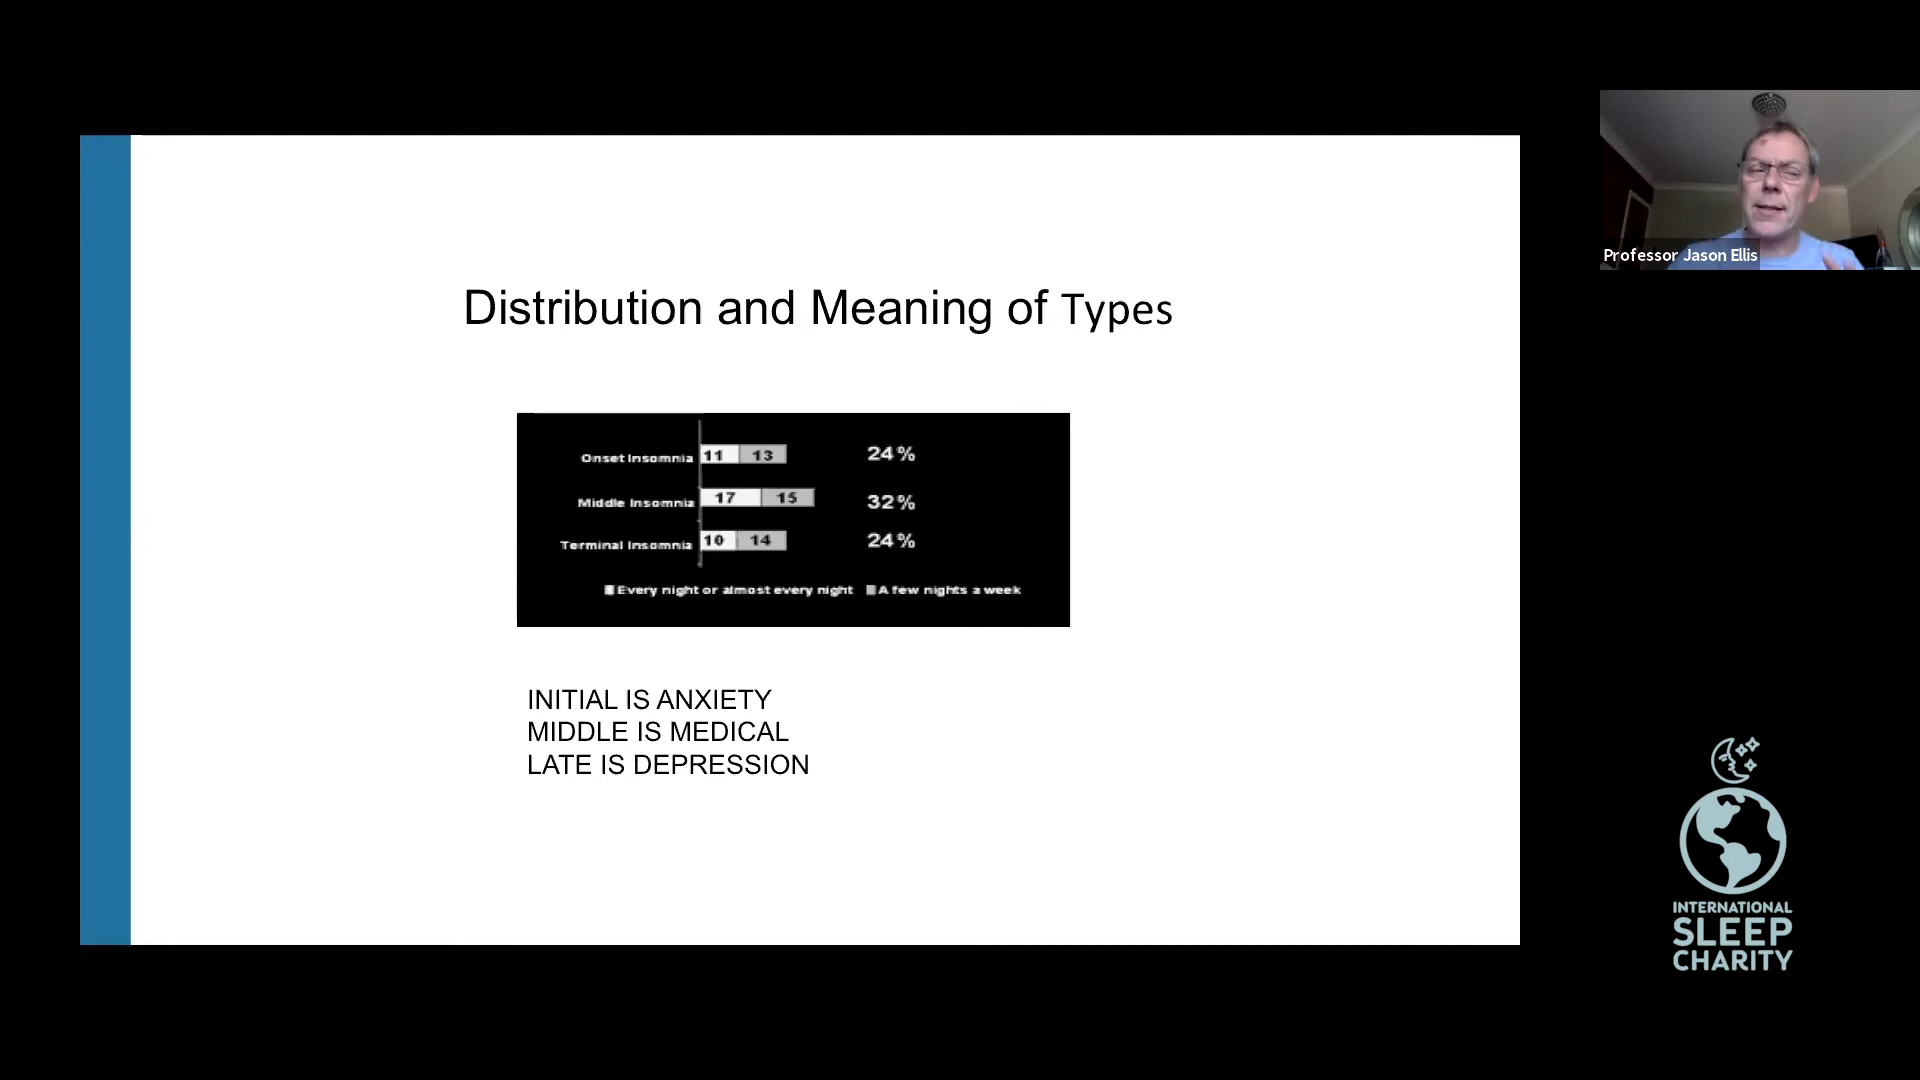 Professor Jason Ellis
Distribution and Meaning of Types
Onset Insomnia 11 13 24%
Middle Insomnia 17 15 32%
Terminal Insomnia 10 14 24%
Every night or almost every night A few nights a week
INITIAL IS ANXIETY
MIDDLE IS MEDICAL
LATE IS DEPRESSION
INTERNATIONAL
SLEEP
CHARITY